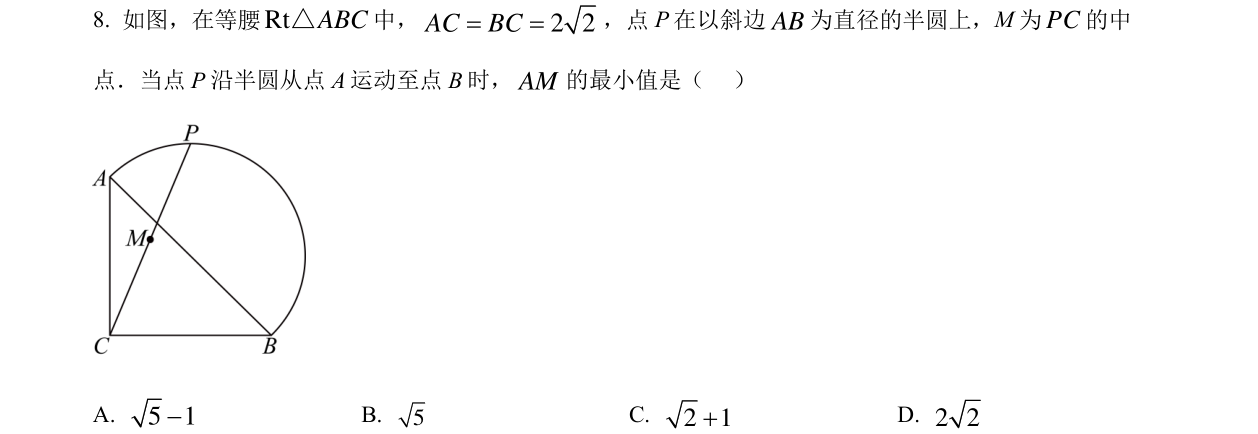 8. 如图，在等腰Rt△ABC中，AC=BC=2√2，点P在以斜边AB为直径的半圆上，M为PC的中
点．当点P沿半圆从点A运动至点B时，AM的最小值是（ ）
P
A
M
C
B
A. √5-1 B. √5 C. √2+1 D. 2√2